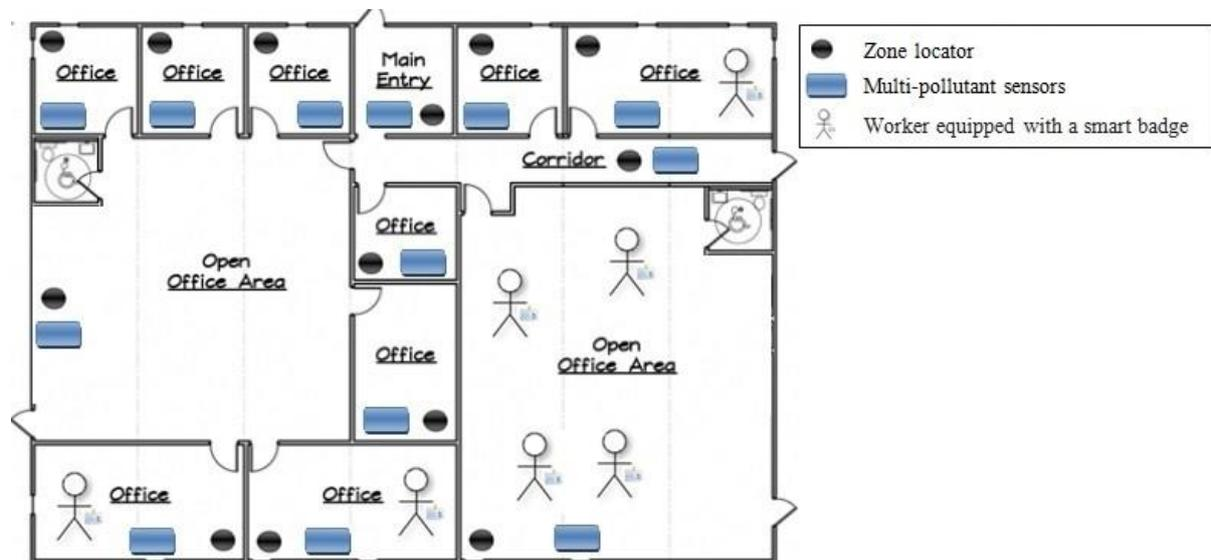 Office
Office
Office
Main
Entry
Office
Office
Zone locator
Multi-pollutant sensors
Worker equipped with a smart badge
Corridor
Office
Open
Office Area
Office
Open
Office Area
Office
Office